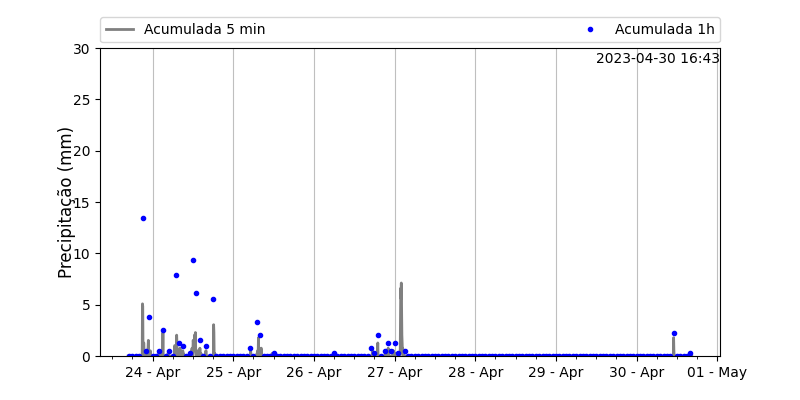 Acumulada 5 min Acumulada 1h
2023-04-30 16:43
Precipitação (mm)
30
25
20
15
10
5
0
24 - Apr 25 - Apr 26 - Apr 27 - Apr 28 - Apr 29 - Apr 30 - Apr 01 - May